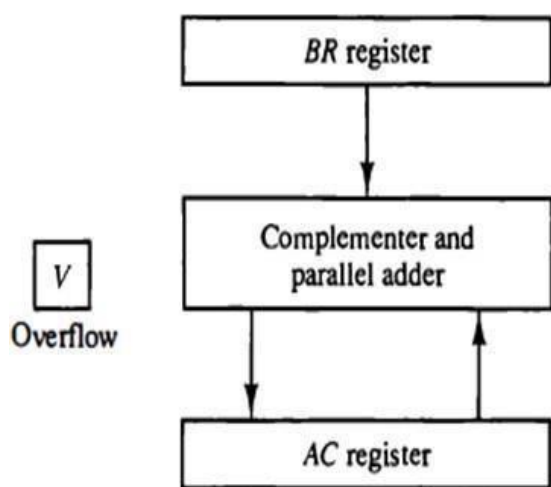 BR register
Complementer and
parallel adder
V
Overflow
AC register